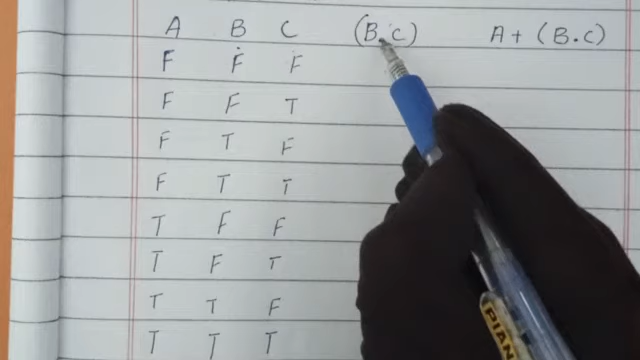 A B C (B.C) A + (B.C)
F F F
F F T
F T F
F T T
T F F
T F T
T T F
T T T
PIAN